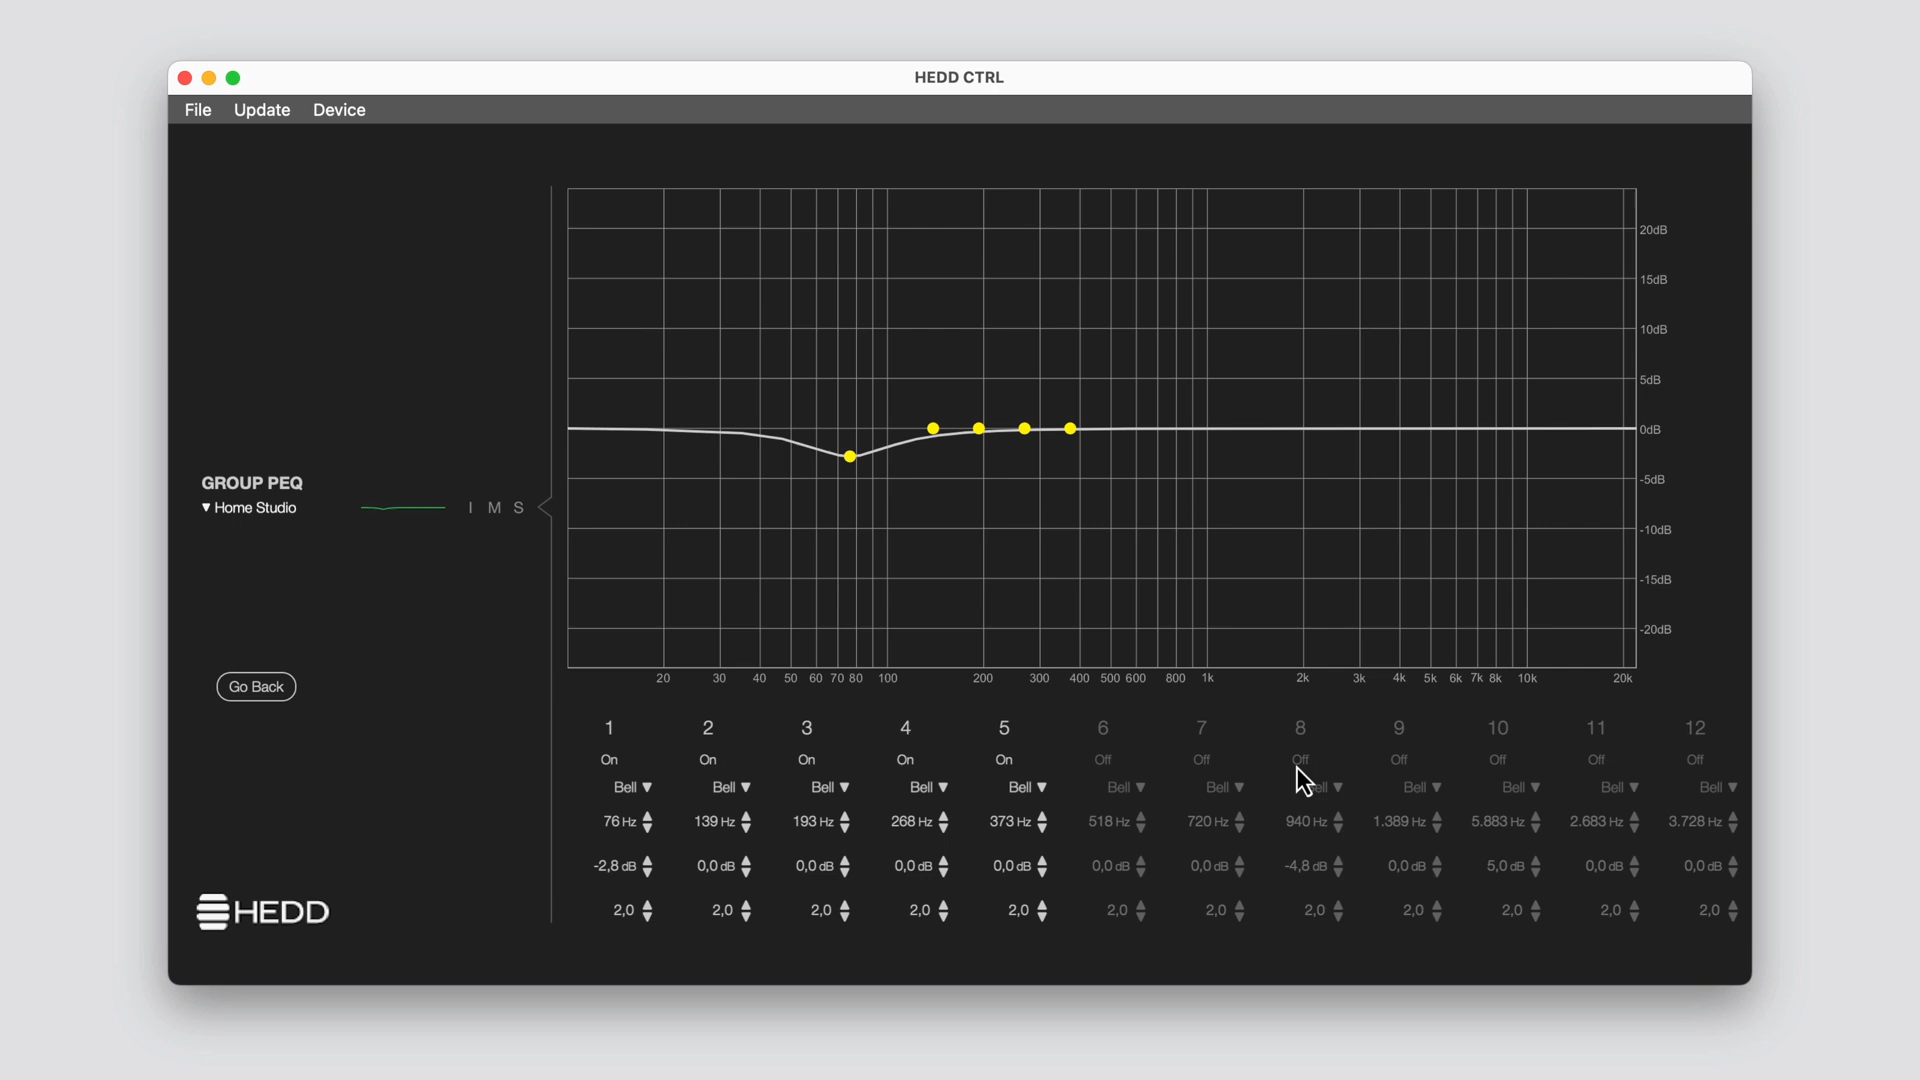 HEDD CTRL
File Update Device
20dB
15dB
10dB
5dB
0dB
-5dB
-10dB
-15dB
-20dB
GROUP PEQ
▼ Home Studio I M S
Go Back
20 30 40 50 60 70 80 100 200 300 400 500 600 800 1k 2k 3k 4k 5k 6k 7k 8k 10k 20k
1 2 3 4 5 6 7 8 9 10 11 12
On On On On On Off Off Off Off Off Off Off
Bell ▼ Bell ▼ Bell ▼ Bell ▼ Bell ▼ Bell ▼ Bell ▼ Bell ▼ Bell ▼ Bell ▼ Bell ▼ Bell ▼
76 Hz 139 Hz 193 Hz 268 Hz 373 Hz 518 Hz 720 Hz 940 Hz 1.389 Hz 5.883 Hz 2.683 Hz 3.728 Hz
-2,8 dB 0,0 dB 0,0 dB 0,0 dB 0,0 dB 0,0 dB 0,0 dB -4,8 dB 0,0 dB 5,0 dB 0,0 dB 0,0 dB
2,0 2,0 2,0 2,0 2,0 2,0 2,0 2,0 2,0 2,0 2,0 2,0
HEDD